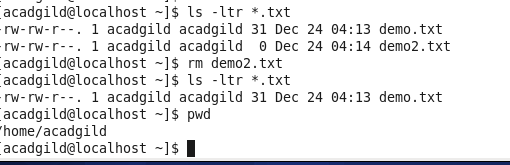 [acadgild@localhost ~]$ ls -ltr *.txt
-rw-rw-r--. 1 acadgild acadgild 31 Dec 24 04:13 demo.txt
-rw-rw-r--. 1 acadgild acadgild  0 Dec 24 04:14 demo2.txt
[acadgild@localhost ~]$ rm demo2.txt
[acadgild@localhost ~]$ ls -ltr *.txt
-rw-rw-r--. 1 acadgild acadgild 31 Dec 24 04:13 demo.txt
[acadgild@localhost ~]$ pwd
/home/acadgild
[acadgild@localhost ~]$